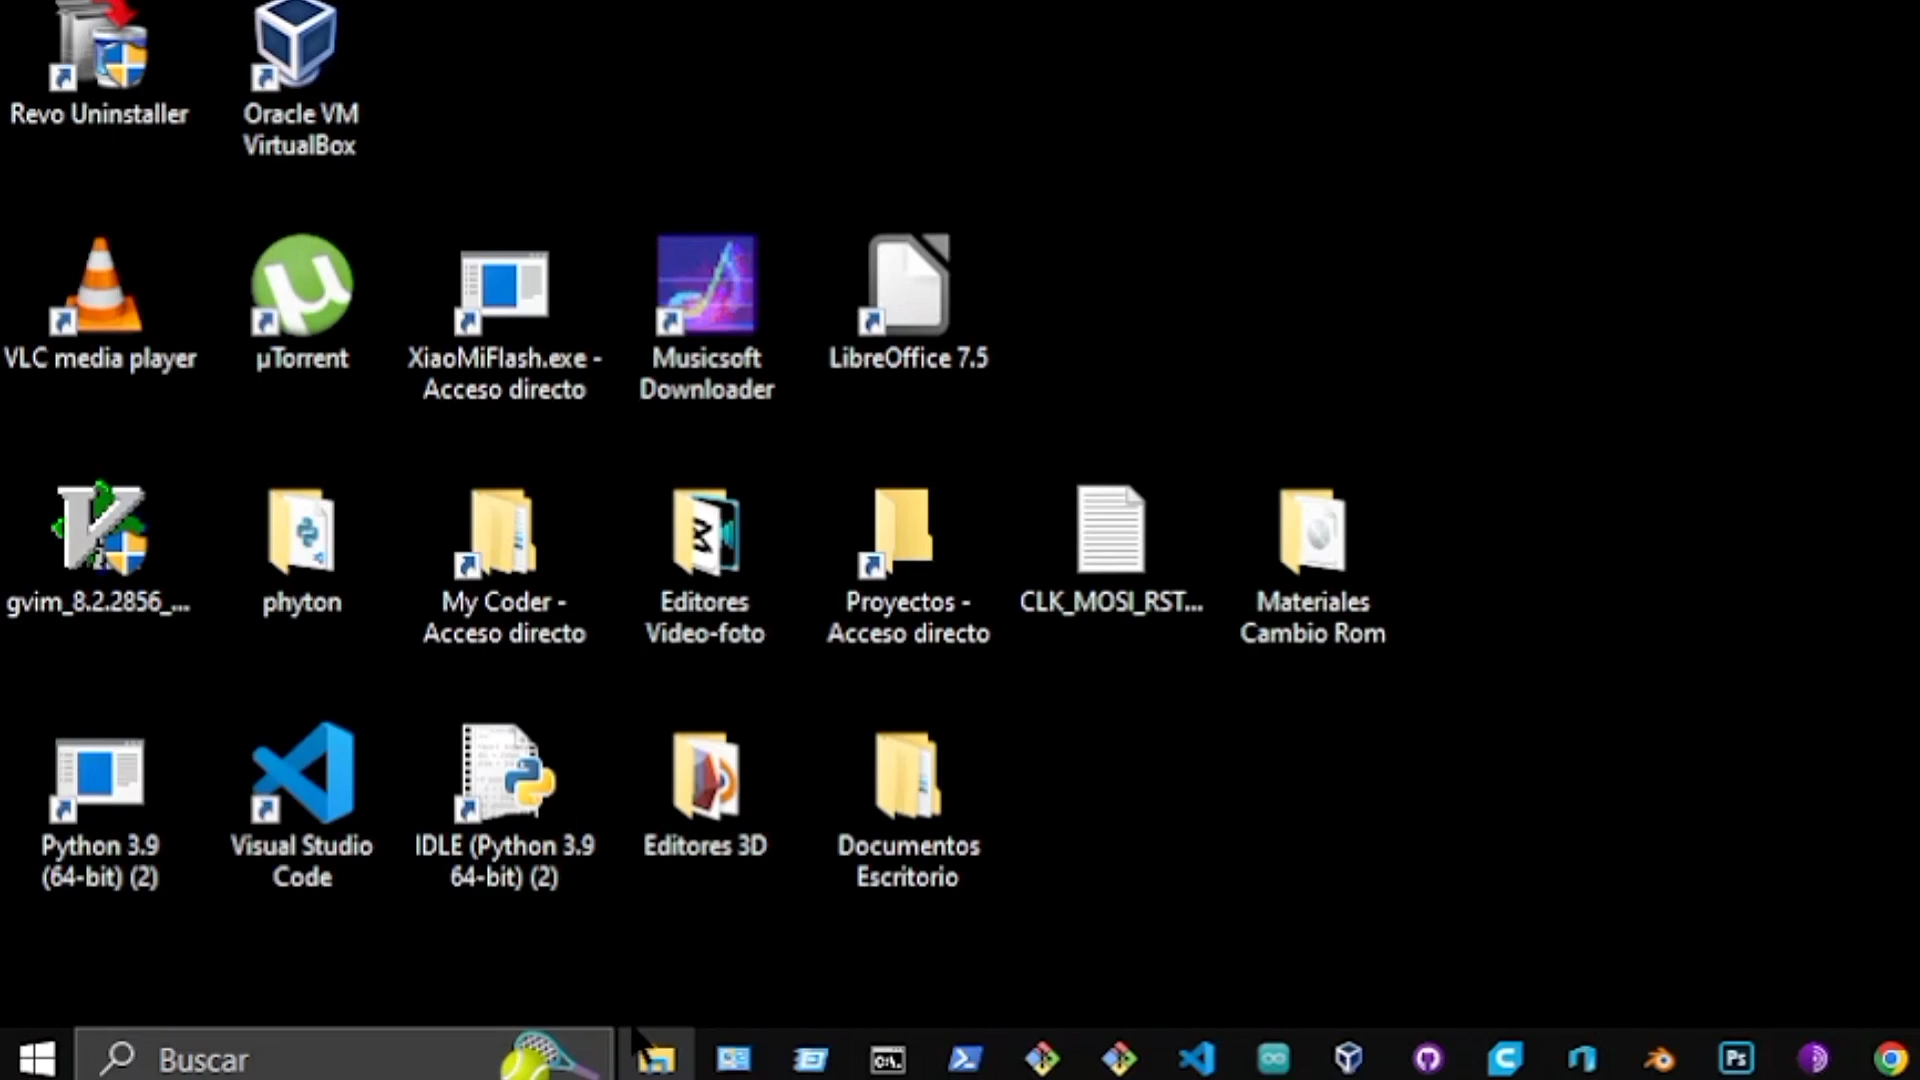 Revo Uninstaller
Oracle VM
VirtualBox
VLC media player
µTorrent
XiaoMiFlash.exe -
Acceso directo
Musicsoft
Downloader
LibreOffice 7.5
gvim_8.2.2856_...
phyton
My Coder -
Acceso directo
Editores
Video-foto
Proyectos -
Acceso directo
CLK_MOSI_RST...
Materiales
Cambio Rom
Python 3.9
(64-bit) (2)
Visual Studio
Code
IDLE (Python 3.9
64-bit) (2)
Editores 3D
Documentos
Escritorio
Buscar
Ps